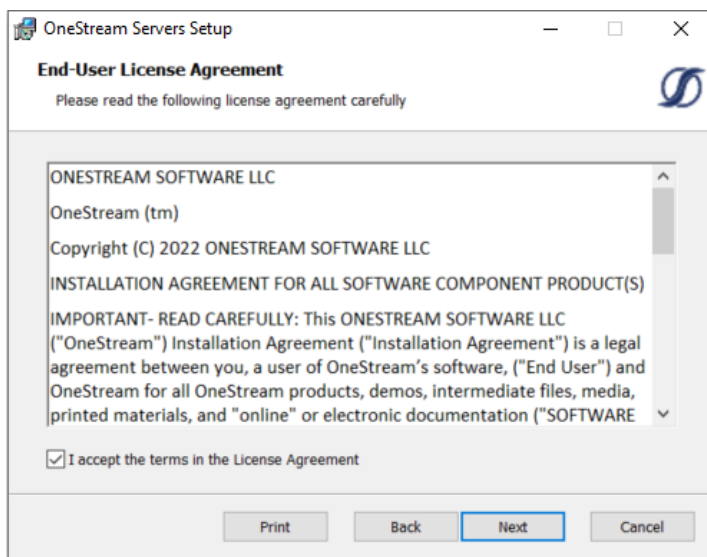 OneStream Servers Setup
End-User License Agreement
Please read the following license agreement carefully
ONESTREAM SOFTWARE LLC
OneStream (tm)
Copyright (C) 2022 ONESTREAM SOFTWARE LLC
INSTALLATION AGREEMENT FOR ALL SOFTWARE COMPONENT PRODUCT(S)
IMPORTANT- READ CAREFULLY: This ONESTREAM SOFTWARE LLC
("OneStream") Installation Agreement ("Installation Agreement") is a legal
agreement between you, a user of OneStream’s software, ("End User") and
OneStream for all OneStream products, demos, intermediate files, media,
printed materials, and "online" or electronic documentation ("SOFTWARE
I accept the terms in the License Agreement
Print Back Next Cancel